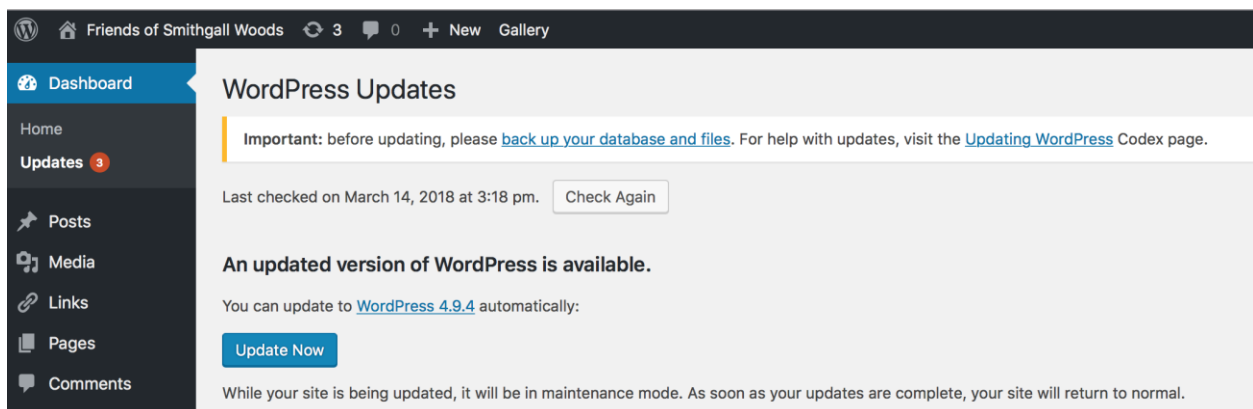 Friends of Smithgall Woods 3 0 + New Gallery
Dashboard
Home
Updates 3
Posts
Media
Links
Pages
Comments
WordPress Updates
Important: before updating, please back up your database and files. For help with updates, visit the Updating WordPress Codex page.
Last checked on March 14, 2018 at 3:18 pm. Check Again
An updated version of WordPress is available.
You can update to WordPress 4.9.4 automatically:
Update Now
While your site is being updated, it will be in maintenance mode. As soon as your updates are complete, your site will return to normal.